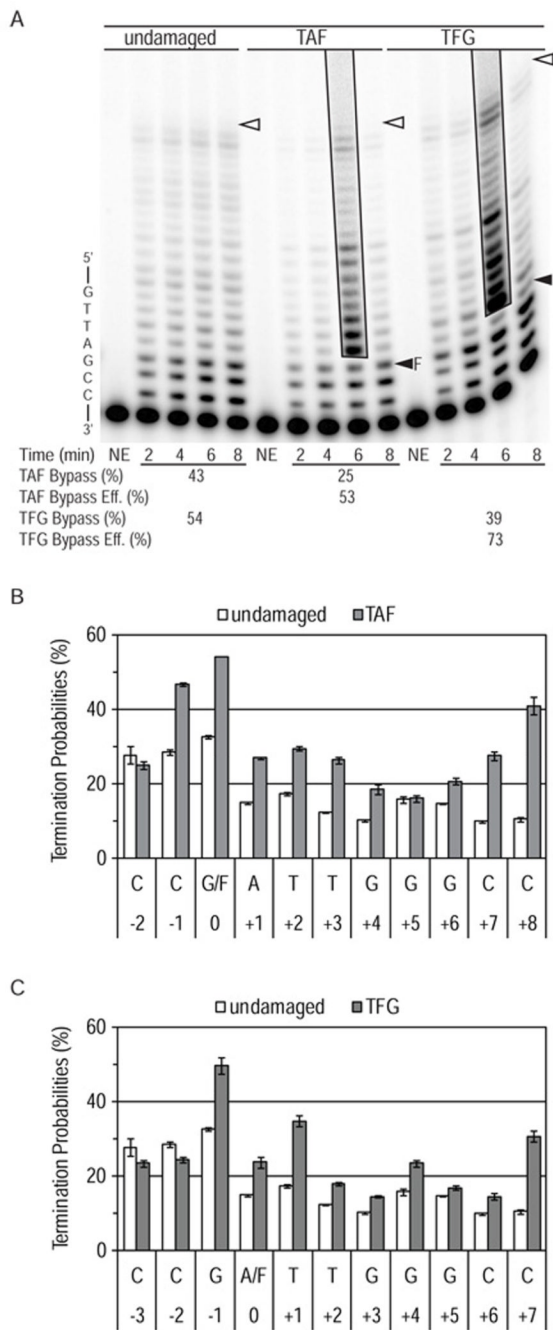 A
undamaged TAF TFG
5'
G
T
T
A
G
C
C
3'
F
Time (min) NE 2 4 6 8 NE 2 4 6 8 NE 2 4 6 8
TAF Bypass (%) 43 25
TAF Bypass Eff. (%) 53
TFG Bypass (%) 54 39
TFG Bypass Eff. (%) 73
B
undamaged TAF
Termination Probabilities (%)
60
40
20
0
C C G/F A T T G G G C C
-2 -1 0 +1 +2 +3 +4 +5 +6 +7 +8
C
undamaged TFG
Termination Probabilities (%)
60
40
20
0
C C G A/F T T G G G C C
-3 -2 -1 0 +1 +2 +3 +4 +5 +6 +7